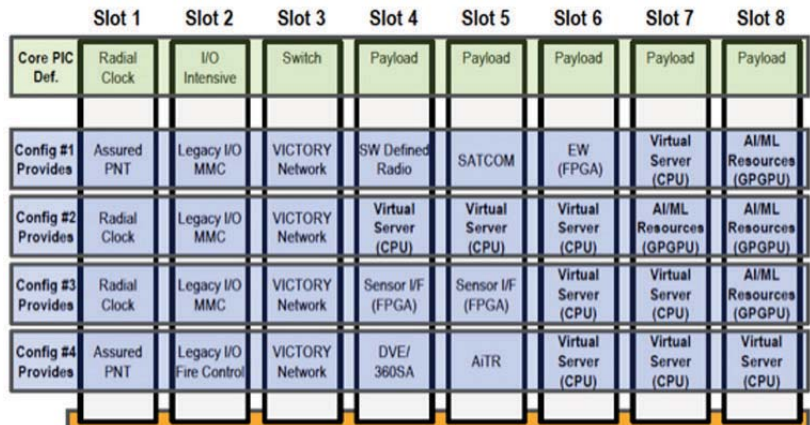 Slot 1 Slot 2 Slot 3 Slot 4 Slot 5 Slot 6 Slot 7 Slot 8
Core PIC Radial I/O Switch Payload Payload Payload Payload Payload
Def. Clock Intensive
Config #1 Assured Legacy I/O VICTORY SW Defined SATCOM EW Virtual AI/ML
Provides PNT MMC Network Radio (FPGA) Server Resources
(CPU) (GPGPU)
Config #2 Radial Legacy I/O VICTORY Virtual Virtual Virtual AI/ML AI/ML
Provides Clock MMC Network Server Server Server Resources Resources
(CPU) (CPU) (CPU) (GPGPU) (GPGPU)
Config #3 Radial Legacy I/O VICTORY Sensor I/F Sensor I/F Virtual Virtual AI/ML
Provides Clock MMC Network (FPGA) (FPGA) Server Server Resources
(CPU) (CPU) (GPGPU)
Config #4 Assured Legacy I/O VICTORY DVE/ AiTR Virtual Virtual Virtual
Provides PNT Fire Control Network 360SA Server Server Server
(CPU) (CPU) (CPU)